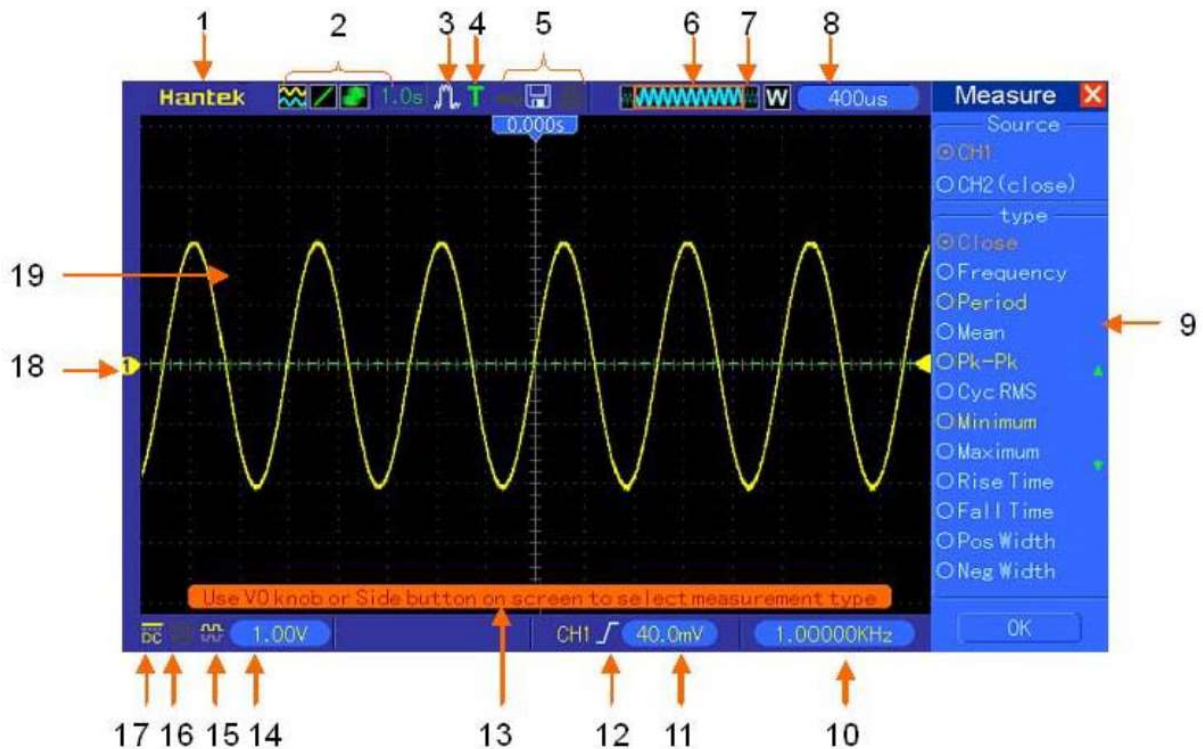 1 2 3 4 5 6 7 8
Hantek 1.0s T W 400us Measure
0.000s
Source
CH1
CH2(close)
type
Close
Frequency
Period
Mean
Pk-Pk
Cyc RMS
Minimum
Maximum
Rise Time
Fall Time
Pos Width
Neg Width
OK
19
18
1
9
Use V0 knob or Side button on screen to select measurement type
DC 1.00V CH1 40.0mV 1.00000KHz
17 16 15 14 13 12 11 10